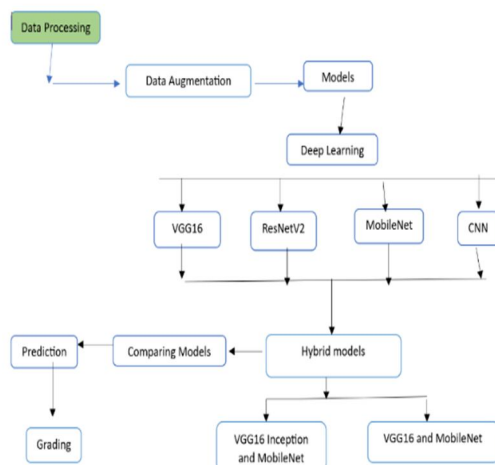 Data Processing
Data Augmentation
Models
Deep Learning
VGG16
ResNetV2
MobileNet
CNN
Prediction
Comparing Models
Hybrid models
Grading
VGG16 Inception
and MobileNet
VGG16 and MobileNet